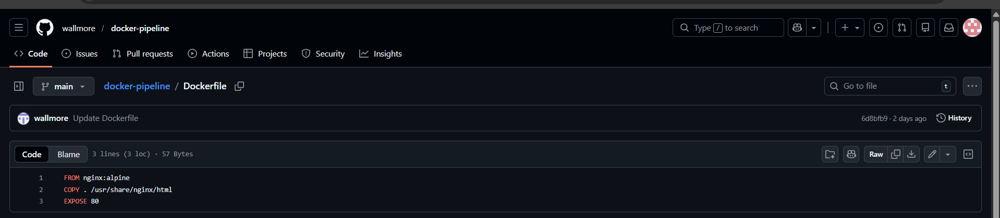 wallmore / docker-pipeline
Type / to search
Code Issues Pull requests Actions Projects Security Insights
main docker-pipeline / Dockerfile
Go to file t
wallmore Update Dockerfile
6d8bfb9 · 2 days ago History
Code Blame 3 lines (3 loc) · 57 Bytes
Raw
1 FROM nginx:alpine
2 COPY . /usr/share/nginx/html
3 EXPOSE 80